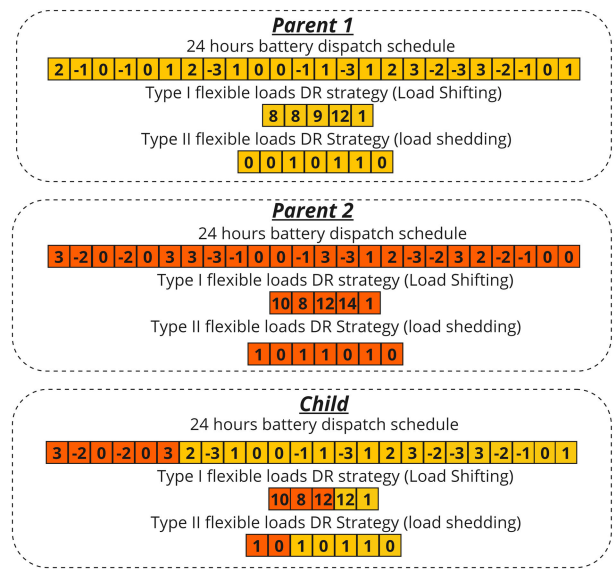 Parent 1
24 hours battery dispatch schedule
2 -1 0 -1 0 1 2 -3 1 0 0 -1 1 -3 1 2 3 -2 -3 3 -2 -1 0 1
Type I flexible loads DR strategy (Load Shifting)
8 8 9 12 1
Type II flexible loads DR Strategy (load shedding)
0 0 1 0 1 1 0
Parent 2
24 hours battery dispatch schedule
3 -2 0 -2 0 3 3 -3 -1 0 0 -1 3 -3 1 2 -3 -2 3 2 -2 -1 0 0
Type I flexible loads DR strategy (Load Shifting)
10 8 12 14 1
Type II flexible loads DR Strategy (load shedding)
1 0 1 1 0 1 0
Child
24 hours battery dispatch schedule
3 -2 0 -2 0 3 2 -3 1 0 0 -1 1 -3 1 2 3 -2 -3 3 -2 -1 0 1
Type I flexible loads DR strategy (Load Shifting)
10 8 12 12 1
Type II flexible loads DR Strategy (load shedding)
1 0 1 0 1 1 0